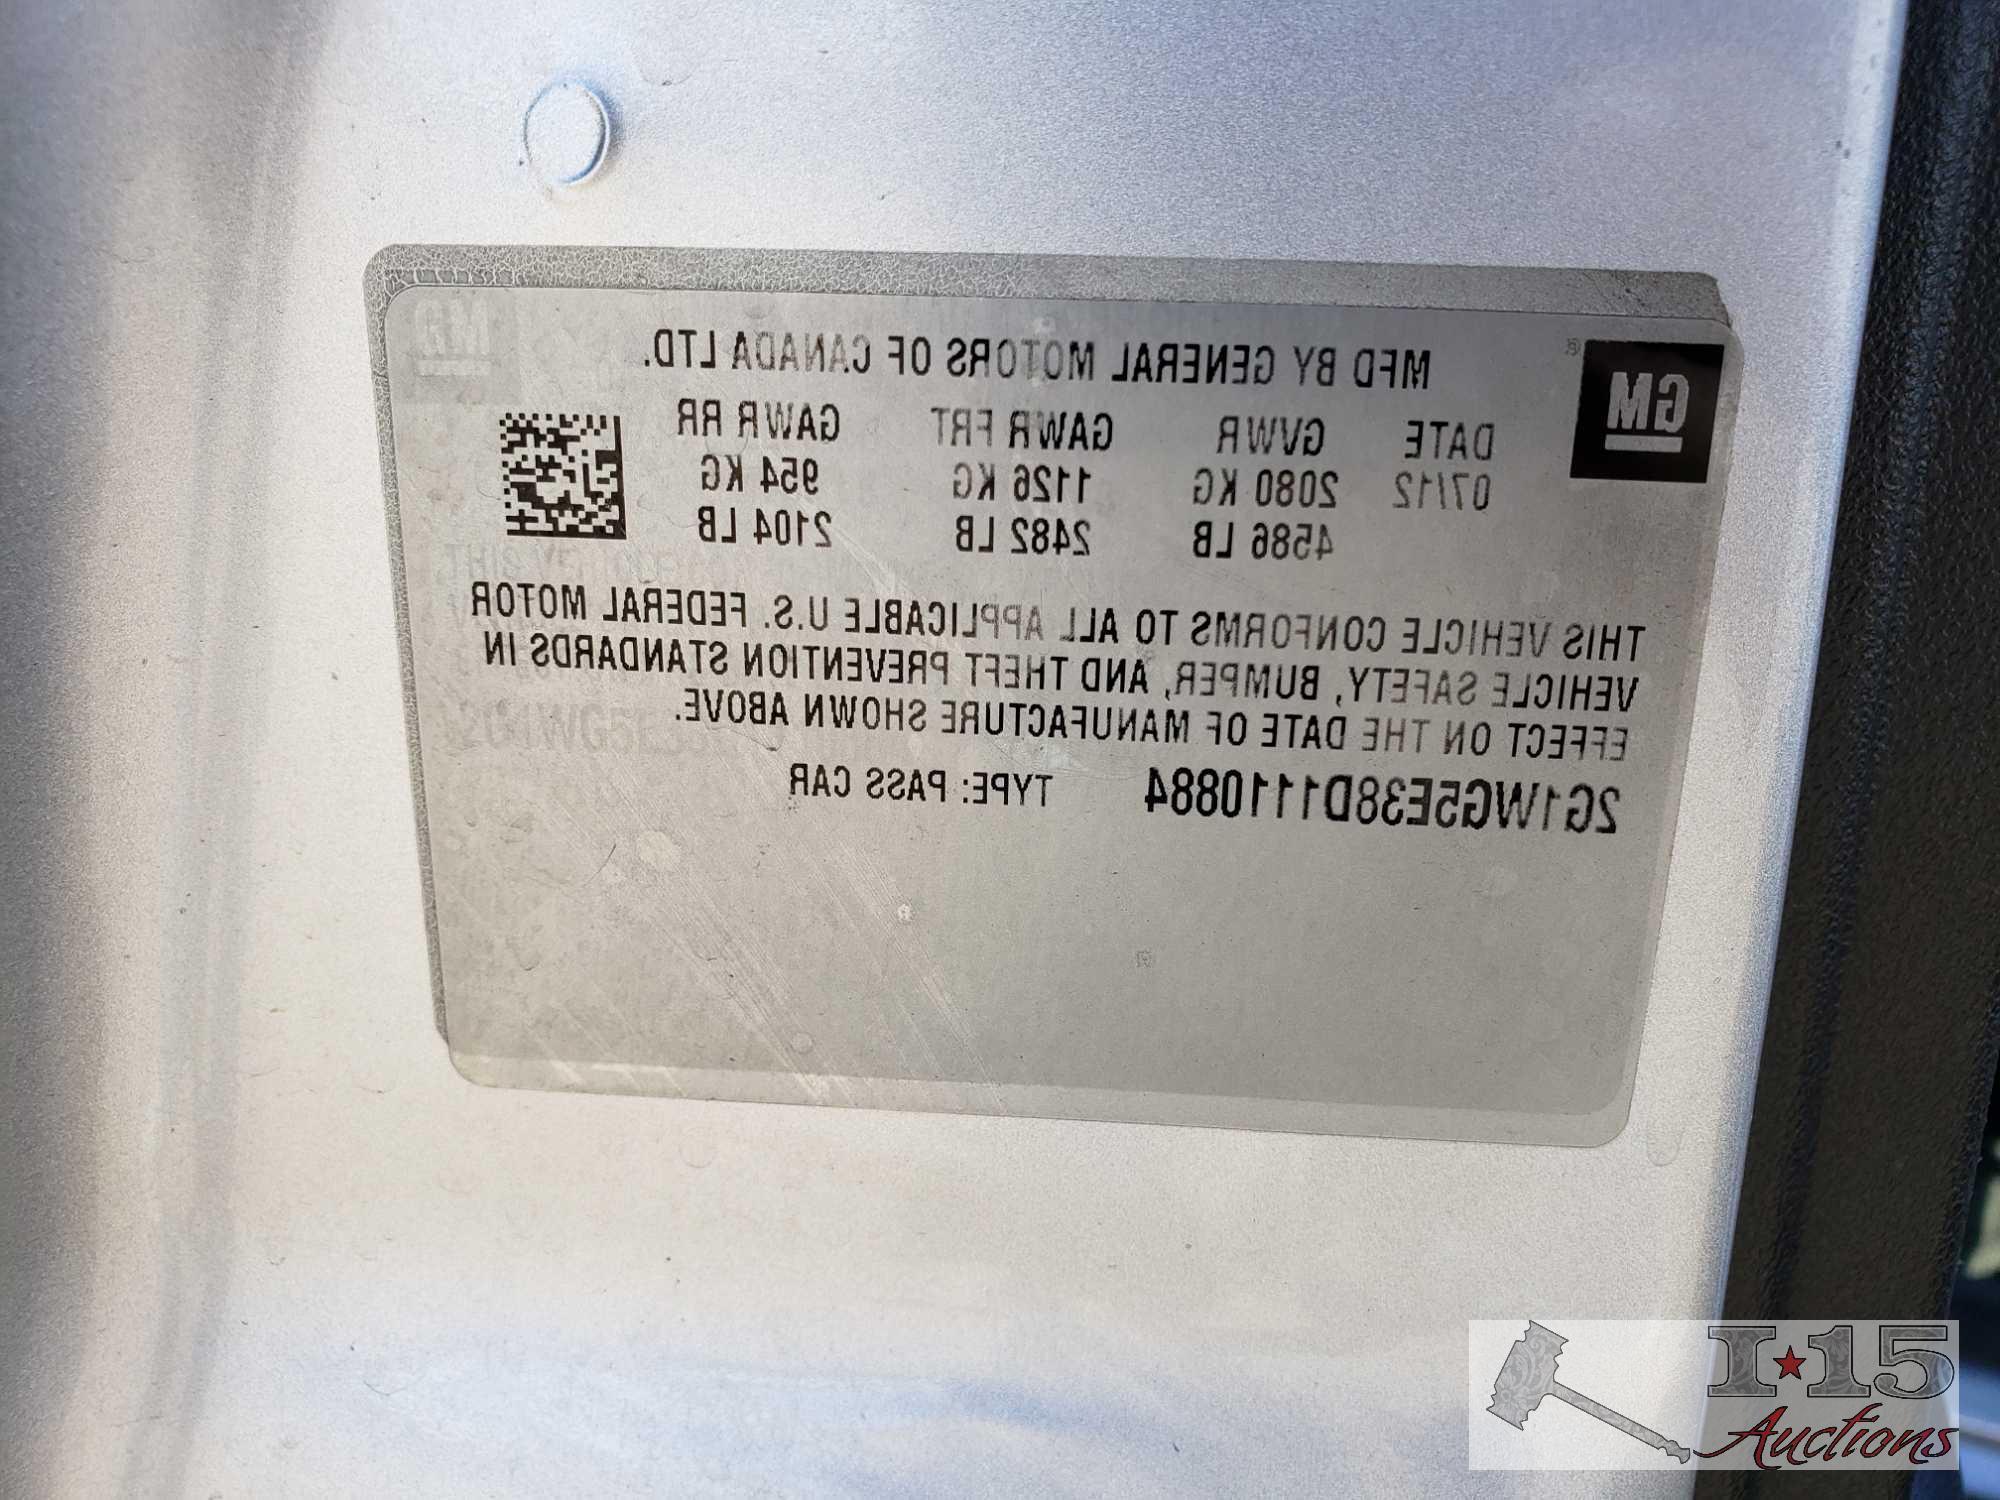 GM
MFD BY GENERAL MOTORS OF CANADA LTD.
DATE GVWR GAWR FRT GAWR RR
07/12 2080 KG 1126 KG 954 KG
4586 LB 2482 LB 2104 LB
THIS VEHICLE CONFORMS TO ALL APPLICABLE U.S. FEDERAL MOTOR
VEHICLE SAFETY, BUMPER, AND THEFT PREVENTION STANDARDS IN
EFFECT ON THE DATE OF MANUFACTURE SHOWN ABOVE.
2G1WG5E38D1110884 TYPE: PASS CAR
I★15
Auctions